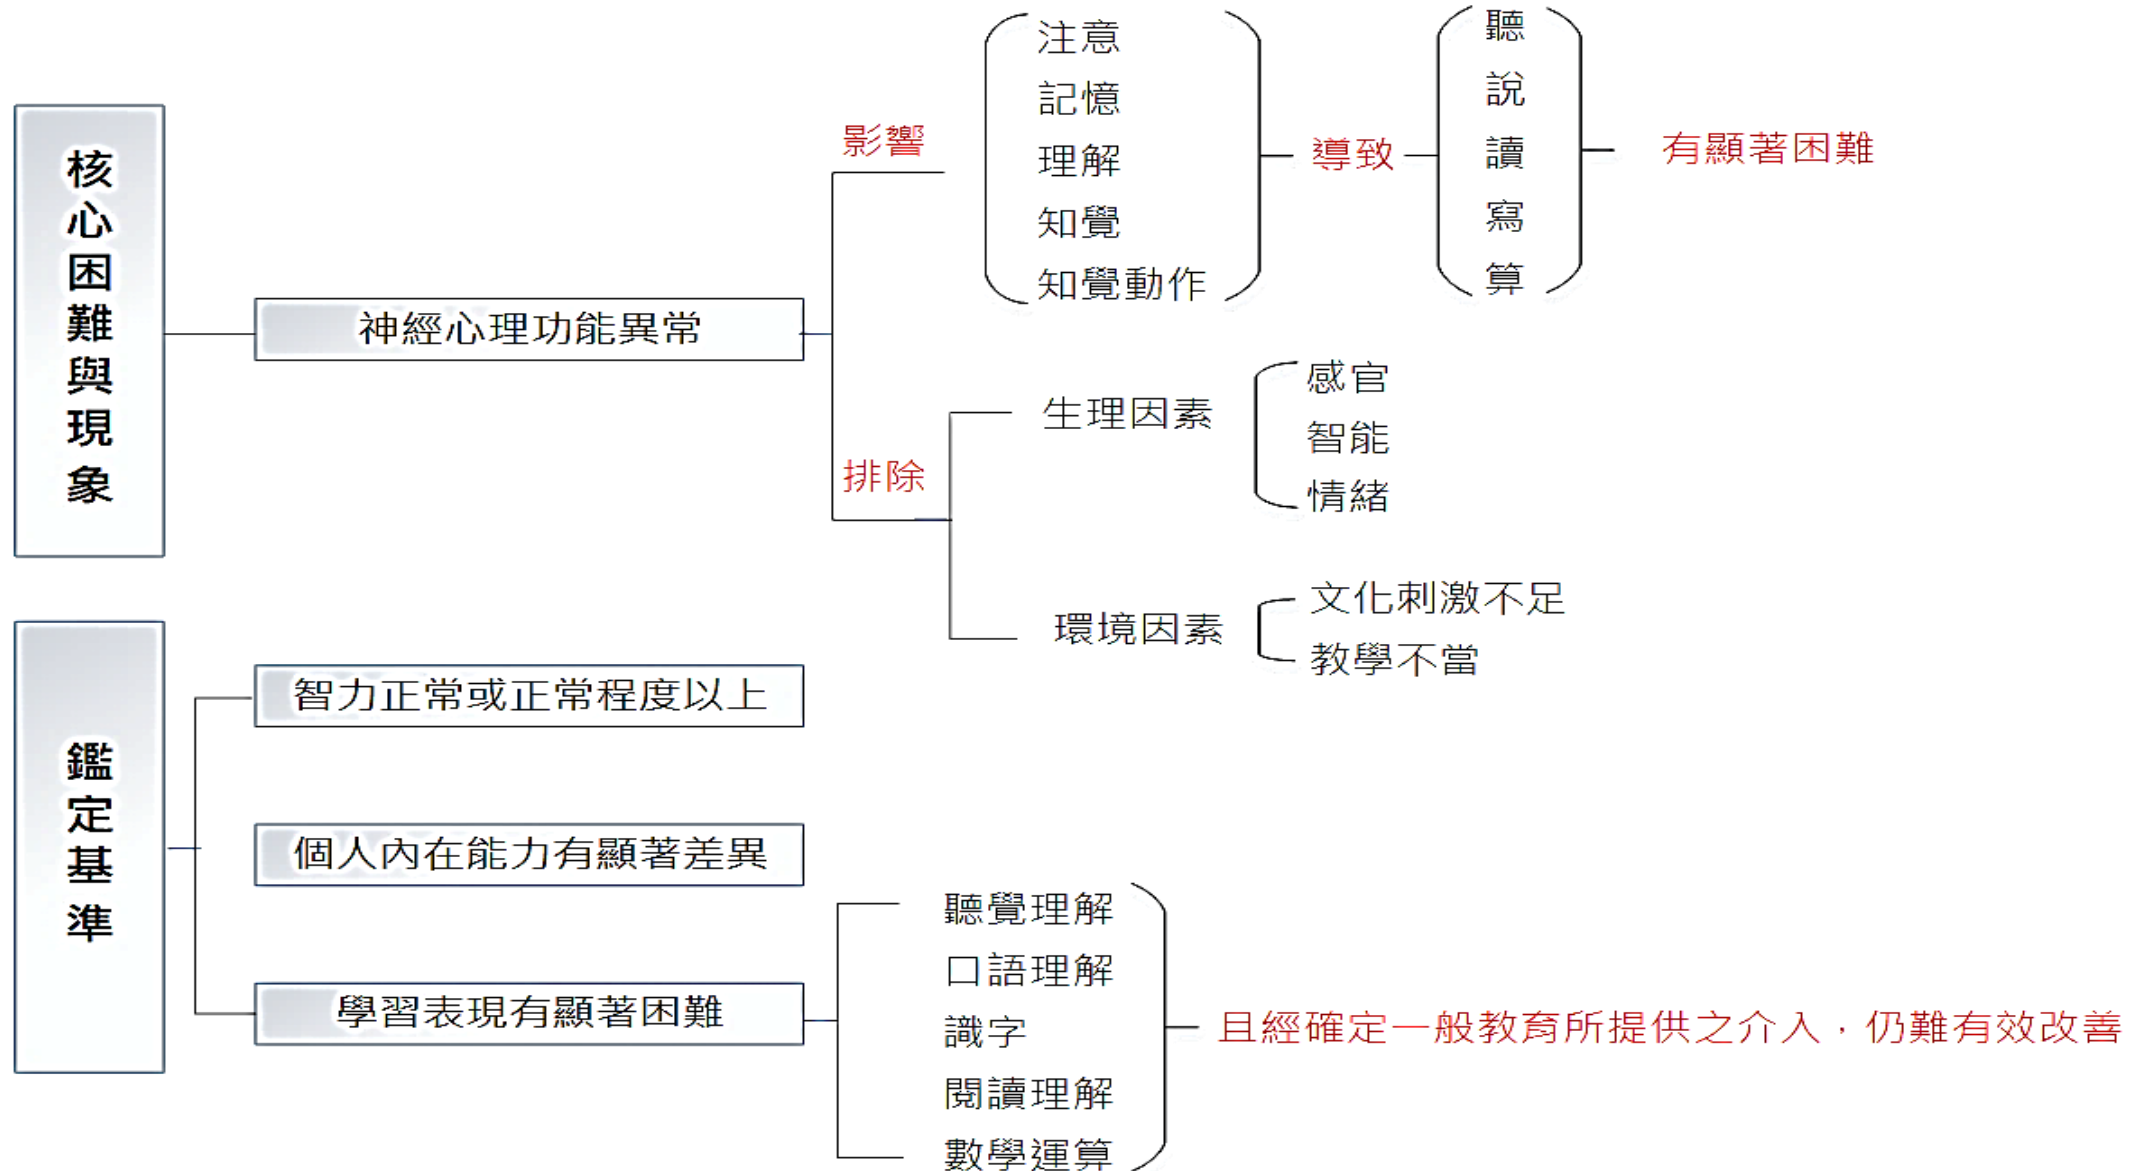 核心困難與現象
神經心理功能異常
影響
注意
記憶
理解
知覺
知覺動作
導致
聽
說
讀
寫
算
有顯著困難
排除
生理因素
感官
智能
情緒
環境因素
文化刺激不足
教學不當
鑑定基準
智力正常或正常程度以上
個人內在能力有顯著差異
學習表現有顯著困難
聽覺理解
口語理解
識字
閱讀理解
數學運算
且經確定一般教育所提供之介入，仍難有效改善